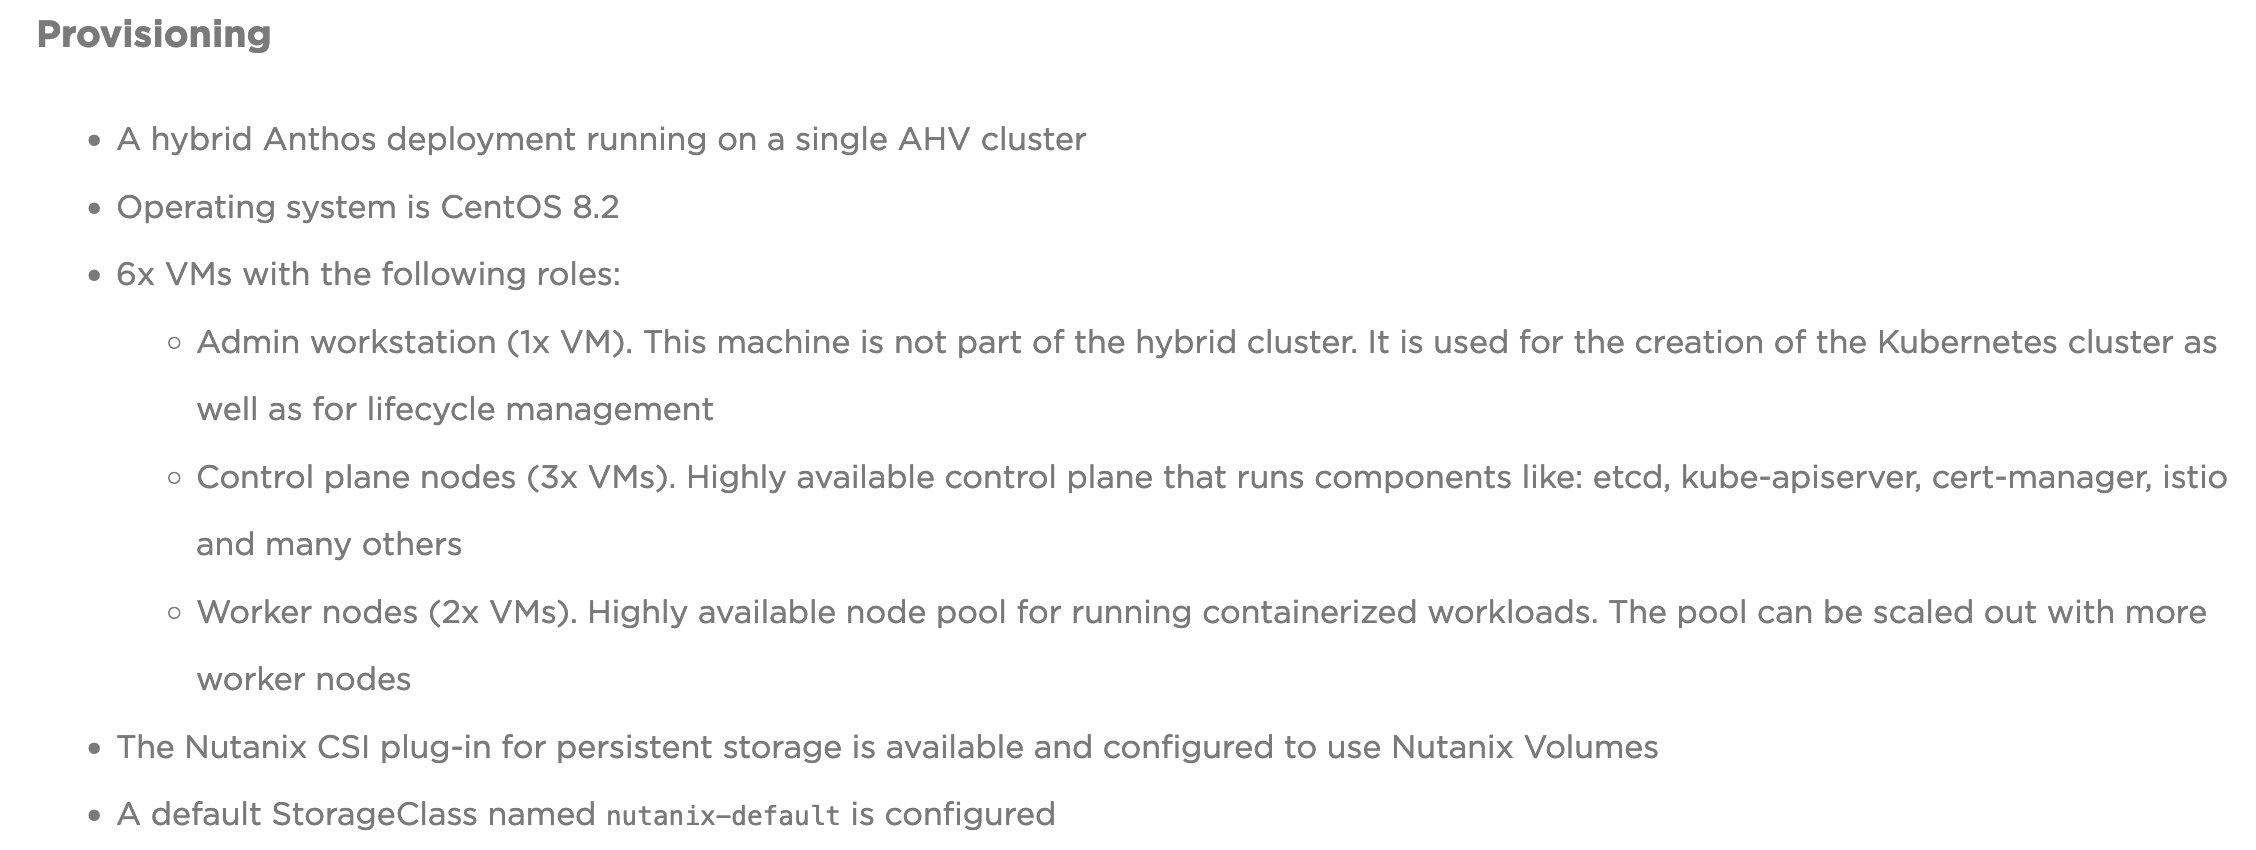 Provisioning
• A hybrid Anthos deployment running on a single AHV cluster
• Operating system is CentOS 8.2
• 6x VMs with the following roles:
◦ Admin workstation (1x VM). This machine is not part of the hybrid cluster. It is used for the creation of the Kubernetes cluster as
well as for lifecycle management
◦ Control plane nodes (3x VMs). Highly available control plane that runs components like: etcd, kube-apiserver, cert-manager, istio
and many others
◦ Worker nodes (2x VMs). Highly available node pool for running containerized workloads. The pool can be scaled out with more
worker nodes
• The Nutanix CSI plug-in for persistent storage is available and configured to use Nutanix Volumes
• A default StorageClass named nutanix-default is configured